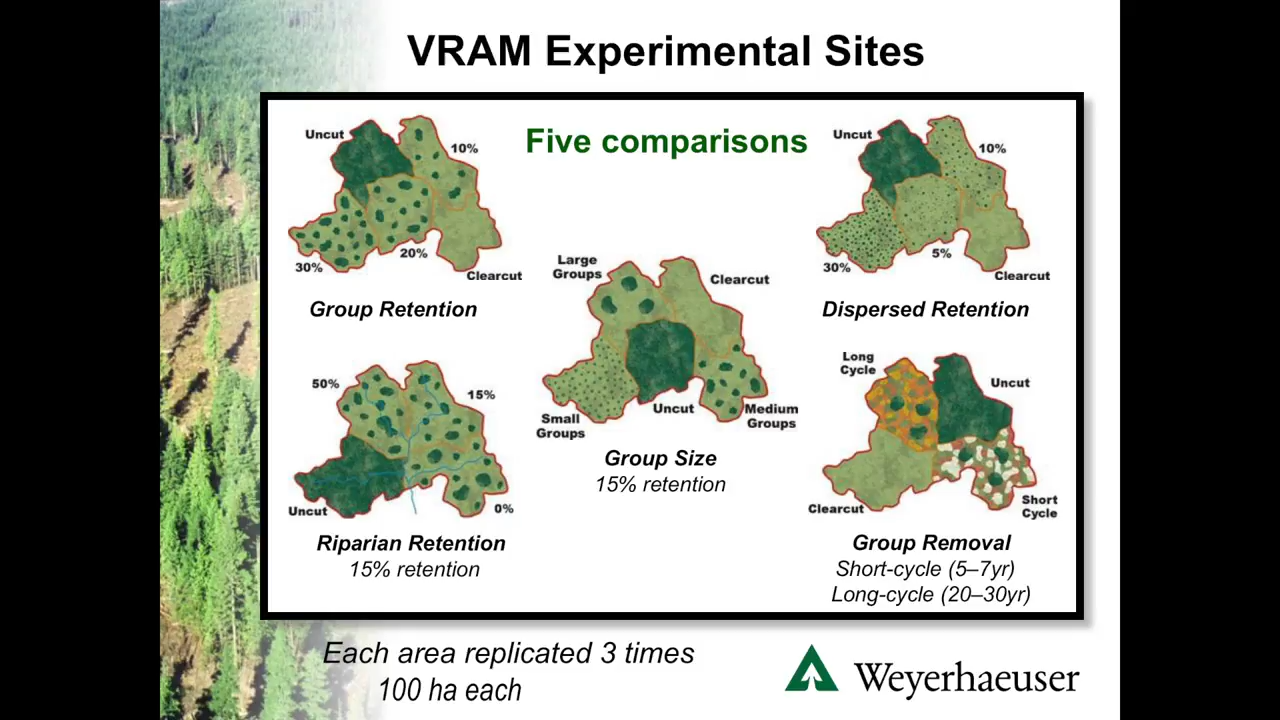 VRAM Experimental Sites
Five comparisons
Uncut
10%
30%
20%
Clearcut
Group Retention
Uncut
10%
30%
5%
Clearcut
Dispersed Retention
Large
Groups
Clearcut
Small
Groups
Uncut
Medium
Groups
Group Size
15% retention
50%
15%
Uncut
0%
Riparian Retention
15% retention
Long
Cycle
Uncut
Clearcut
Short
Cycle
Group Removal
Short-cycle (5–7yr)
Long-cycle (20–30yr)
Each area replicated 3 times
100 ha each
Weyerhaeuser